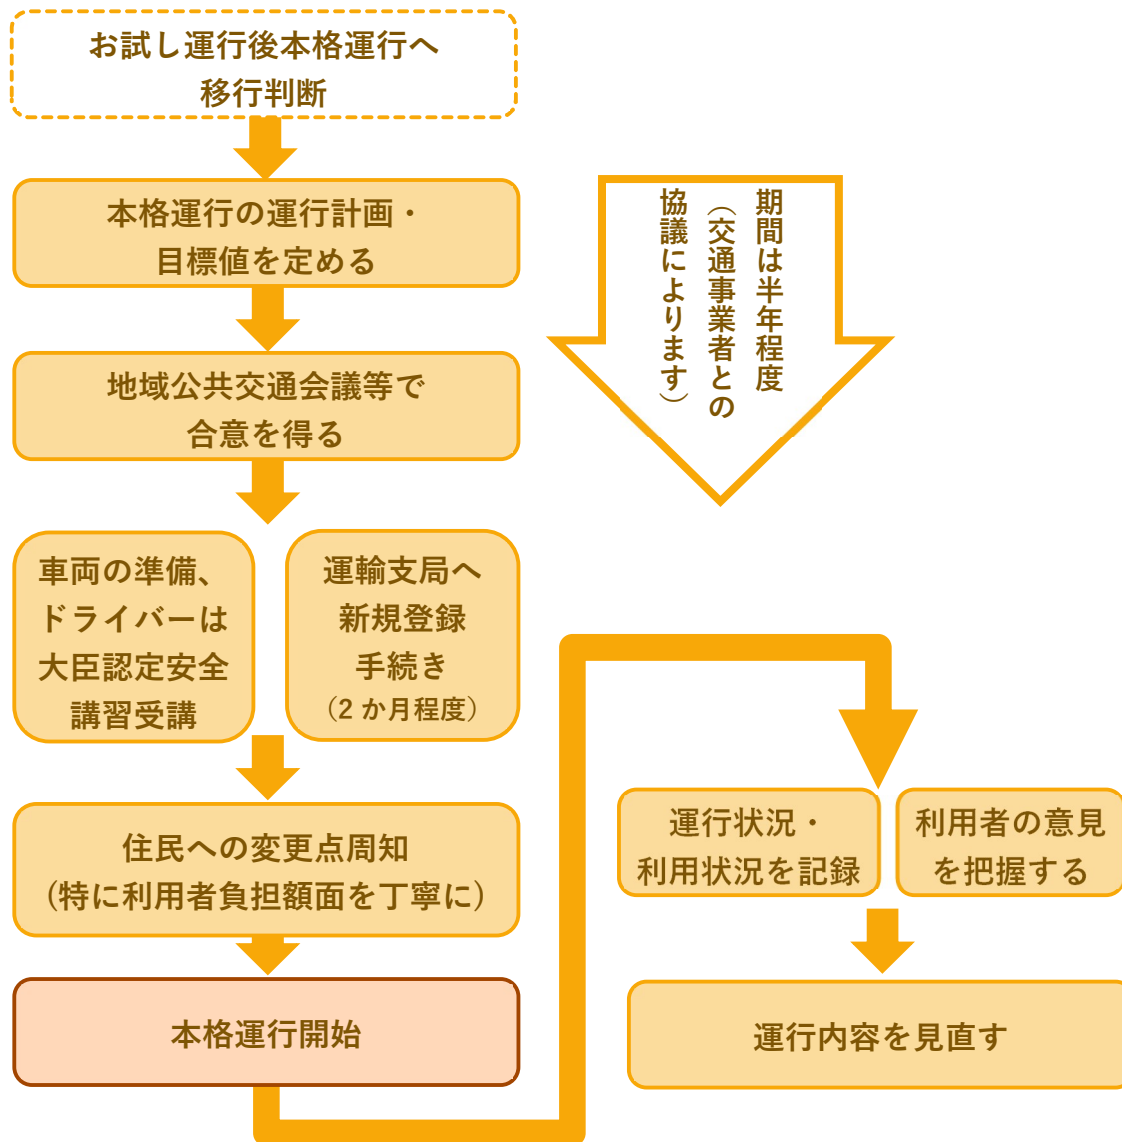 お試し運行後本格運行へ
移行判断
本格運行の運行計画・
目標値を定める
地域公共交通会議等で
合意を得る
車両の準備、
ドライバーは
大臣認定安全
講習受講
運輸支局へ
新規登録
手続き
（2 か月程度）
住民への変更点周知
(特に利用者負担額面を丁寧に)
本格運行開始
期間は半年程度
（交通事業者との
協議によります）
運行状況・
利用状況を記録
利用者の意見
を把握する
運行内容を見直す